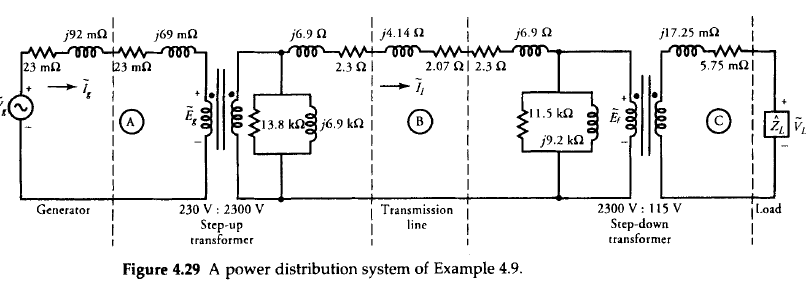 j92 mΩ j69 mΩ j6.9 Ω j4.14 Ω j6.9 Ω j17.25 mΩ
23 mΩ 23 mΩ 2.3 Ω 2.07 Ω 2.3 Ω 5.75 mΩ
+ Ĩg + + Ĩl + +
A Ẽg 13.8 kΩ j6.9 kΩ B 11.5 kΩ j9.2 kΩ Ẽl C ẐL ṼL
− − − −
Generator 230 V : 2300 V Transmission 2300 V : 115 V Load
Step-up line Step-down
transformer transformer
Figure 4.29 A power distribution system of Example 4.9.